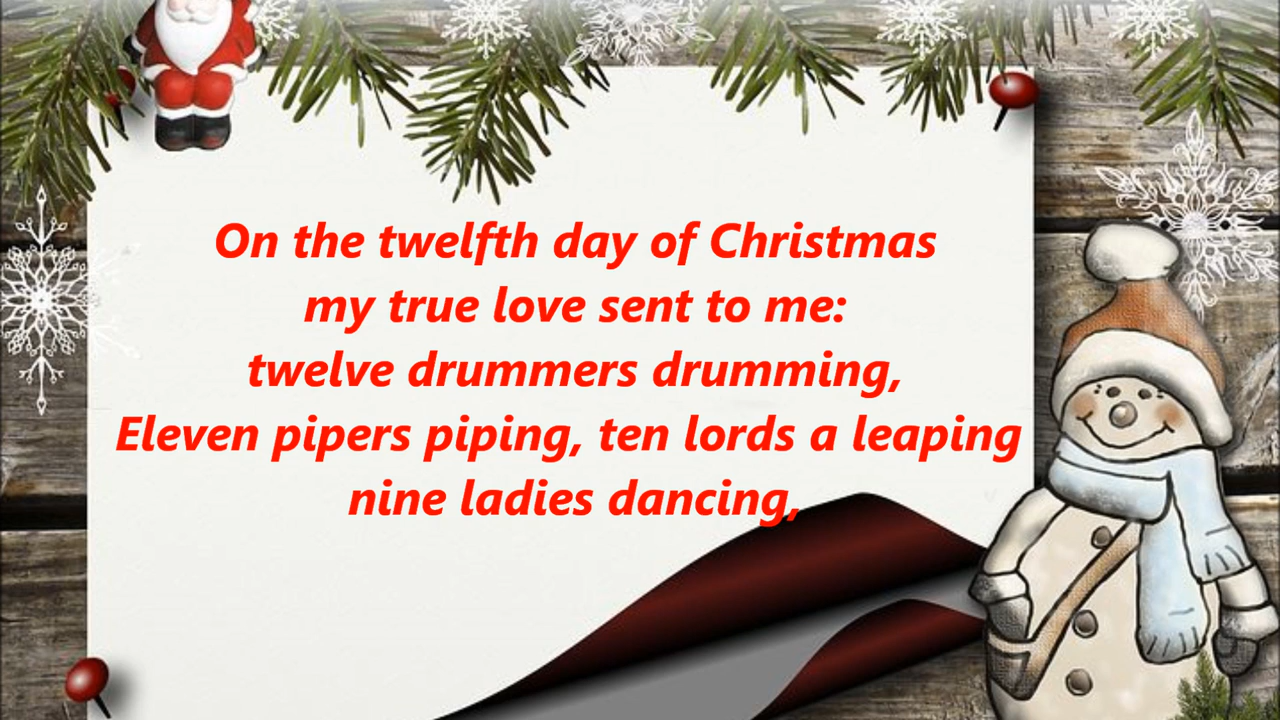 On the twelfth day of Christmas
my true love sent to me:
twelve drummers drumming,
Eleven pipers piping, ten lords a leaping
nine ladies dancing,